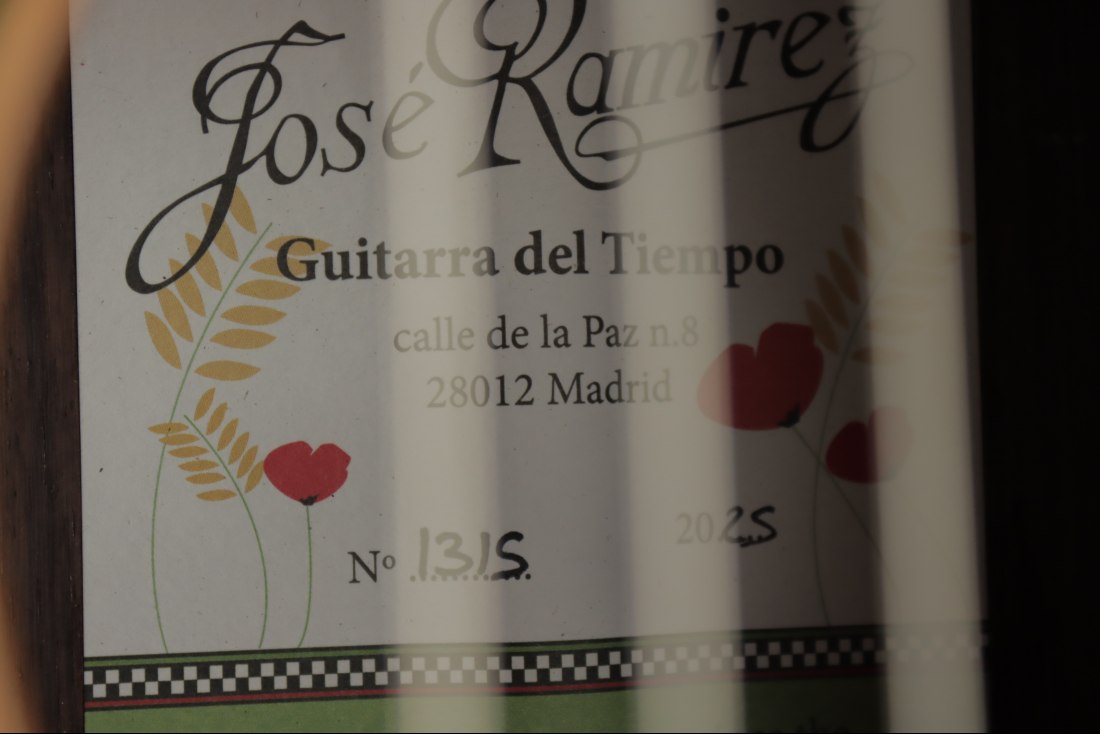 José Ramirez
Guitarra del Tiempo
calle de la Paz n.8
28012 Madrid
Nº 1315 2025